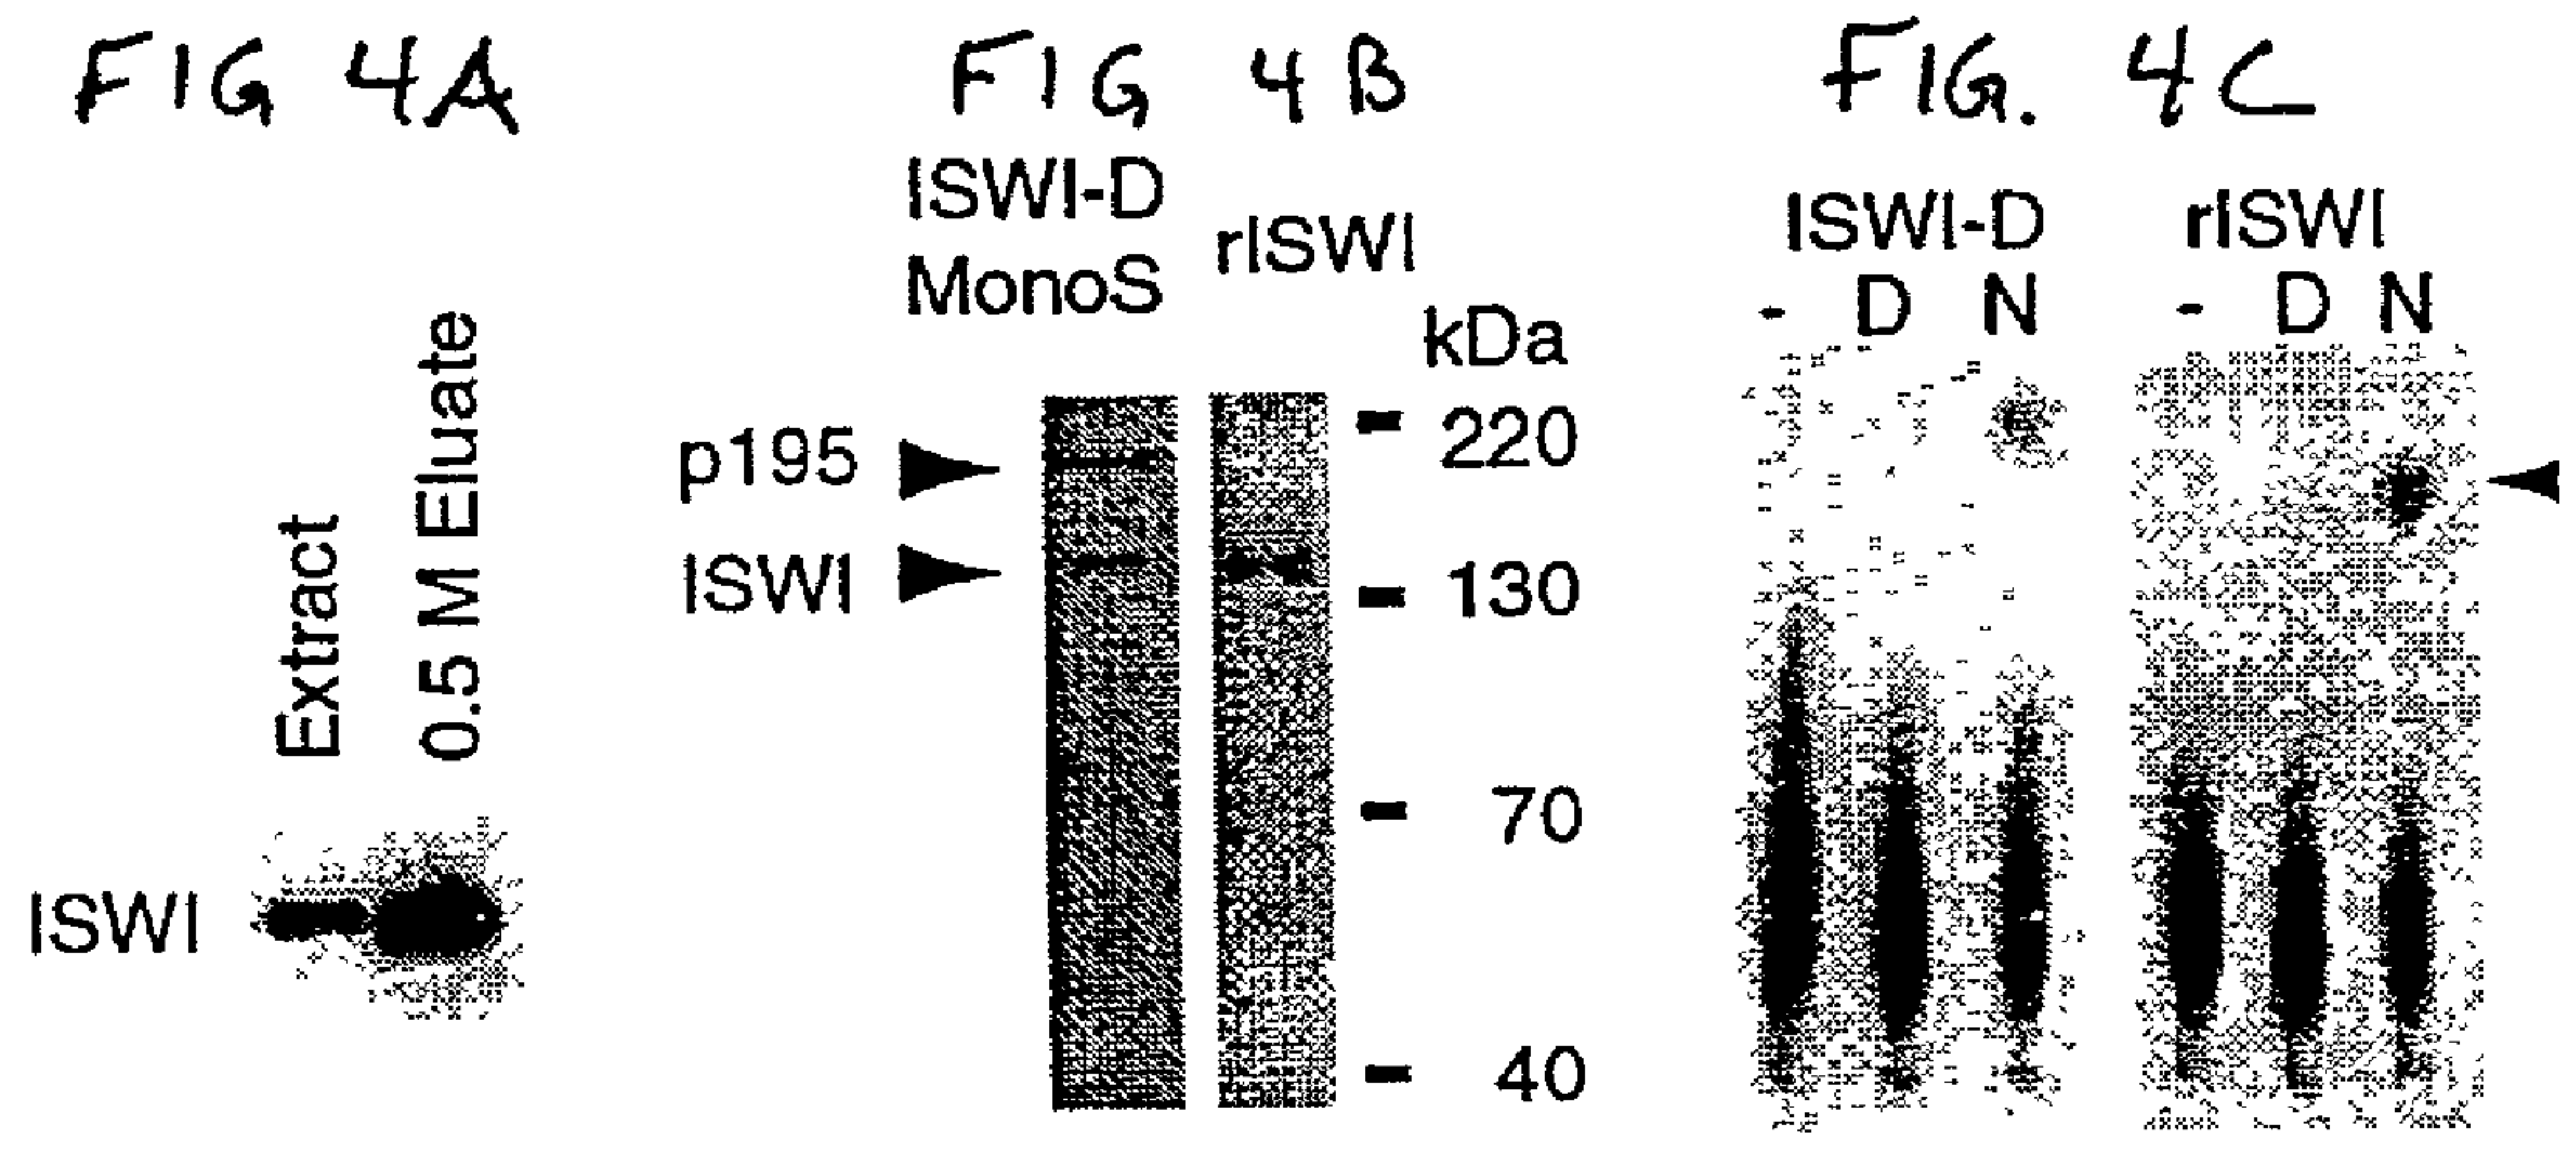 FIG 4A
Extract
0.5 M Eluate
ISWI
FIG 4B
ISWI-D
MonoS
rISWI
kDa
p195
ISWI
220
130
70
40
FIG. 4C
ISWI-D
- D N
rISWI
- D N